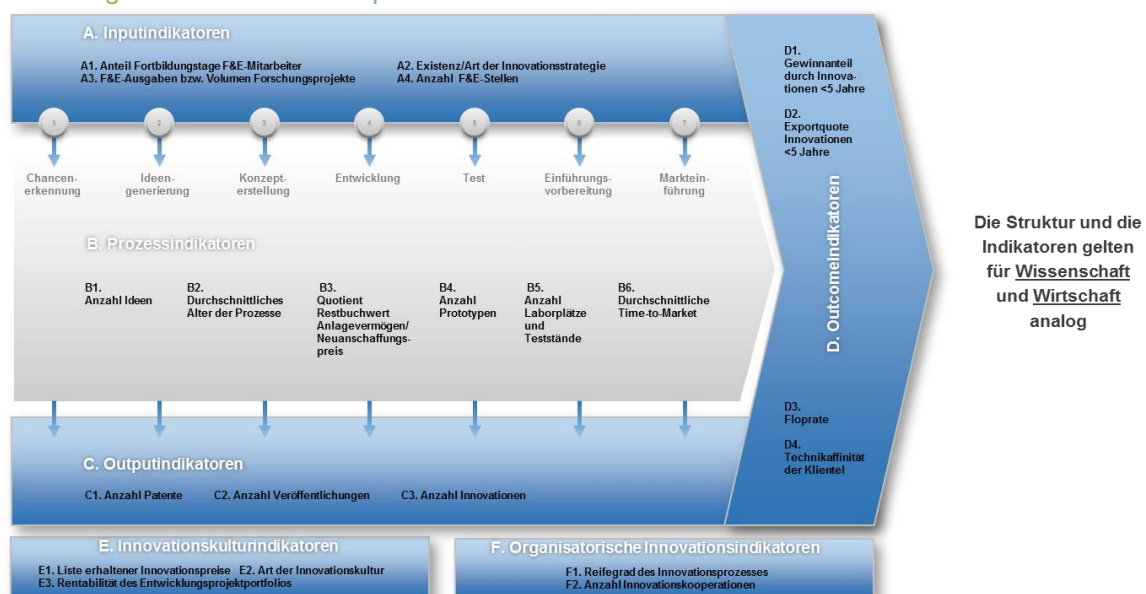 A. Inputindikatoren
A1. Anteil Fortbildungstage F&E-Mitarbeiter
A2. Existenz/Art der Innovationsstrategie
A3. F&E-Ausgaben bzw. Volumen Forschungsprojekte
A4. Anzahl F&E-Stellen
1
2
3
4
5
6
7
Chancen-
erkennung
Ideen-
generierung
Konzept-
erstellung
Entwicklung
Test
Einführungs-
vorbereitung
Marktein-
führung
B. Prozessindikatoren
B1.
Anzahl Ideen
B2.
Durchschnittliches
Alter der Prozesse
B3.
Quotient
Restbuchwert
Anlagevermögen/
Neuanschaffungs-
preis
B4.
Anzahl
Prototypen
B5.
Anzahl
Laborplätze
und
Teststände
B6.
Durchschnittliche
Time-to-Market
C. Outputindikatoren
C1. Anzahl Patente
C2. Anzahl Veröffentlichungen
C3. Anzahl Innovationen
D. OutcomeIndikatoren
D1.
Gewinnanteil
durch Innova-
tionen <5 Jahre
D2.
Exportquote
Innovationen
<5 Jahre
D3.
Floprate
D4.
Technikaffinität
der Klientel
Die Struktur und die
Indikatoren gelten
für Wissenschaft
und Wirtschaft
analog
E. Innovationskulturindikatoren
E1. Liste erhaltener Innovationspreise E2. Art der Innovationskultur
E3. Rentabilität des Entwicklungsprojektportfolios
F. Organisatorische Innovationsindikatoren
F1. Reifegrad des Innovationsprozesses
F2. Anzahl Innovationskooperationen